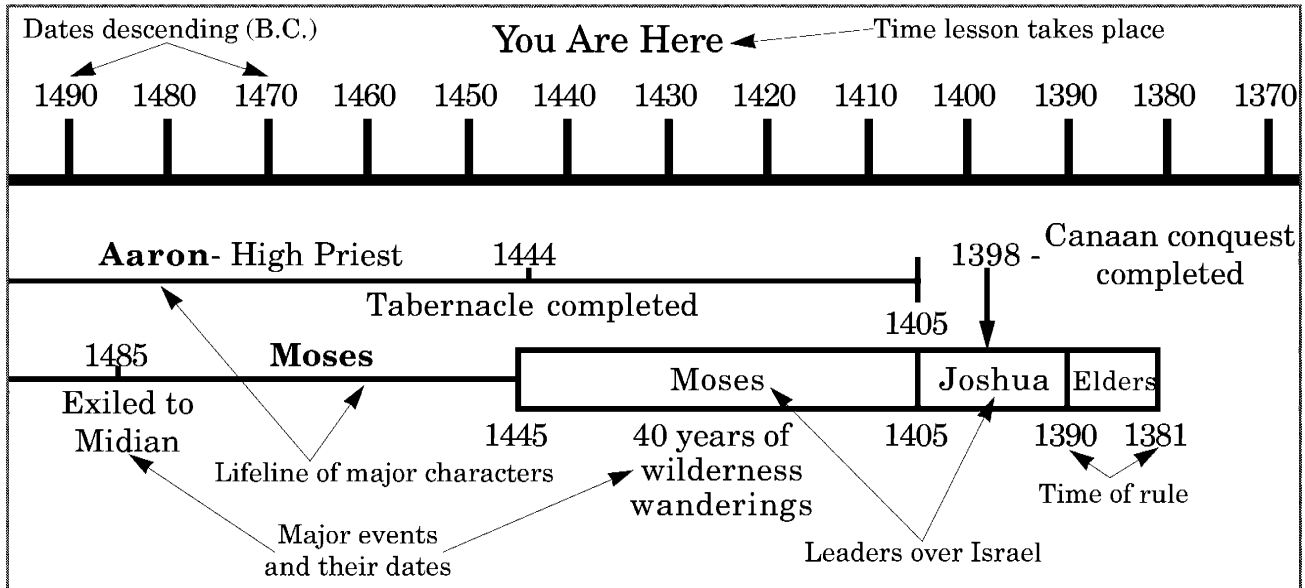 Dates descending (B.C.)
You Are Here
Time lesson takes place
1490 1480 1470 1460 1450 1440 1430 1420 1410 1400 1390 1380 1370
Aaron- High Priest
1444
Tabernacle completed
1405
1398 -
Canaan conquest
completed
1485
Exiled to
Midian
Moses
Moses
Joshua
Elders
1445
40 years of
wilderness
wanderings
1405
1390
1381
Lifeline of major characters
Time of rule
Major events
and their dates
Leaders over Israel